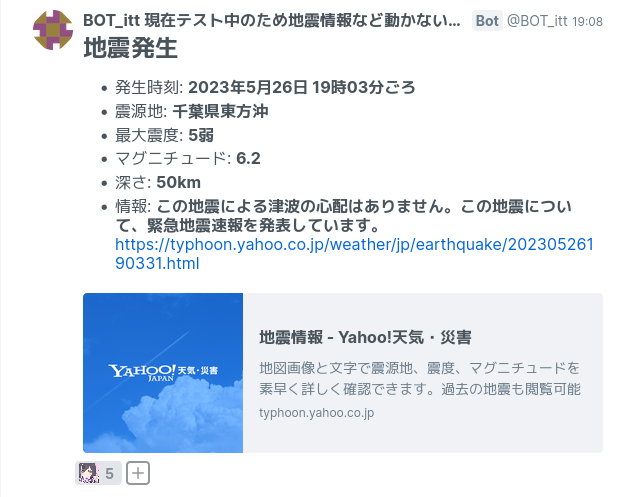 BOT_itt 現在テスト中のため地震情報など動かない... Bot @BOT_itt 19:08
地震発生
• 発生時刻: 2023年5月26日 19時03分ごろ
• 震源地: 千葉県東方沖
• 最大震度: 5弱
• マグニチュード: 6.2
• 深さ: 50km
• 情報: この地震による津波の心配はありません。この地震につい
て、緊急地震速報を発表しています。
https://typhoon.yahoo.co.jp/weather/jp/earthquake/202305261
90331.html
地震情報 - Yahoo!天気・災害
YAHOO! 天気・災害
JAPAN
地図画像と文字で震源地、震度、マグニチュードを
素早く詳しく確認できます。過去の地震も閲覧可能
typhoon.yahoo.co.jp
5